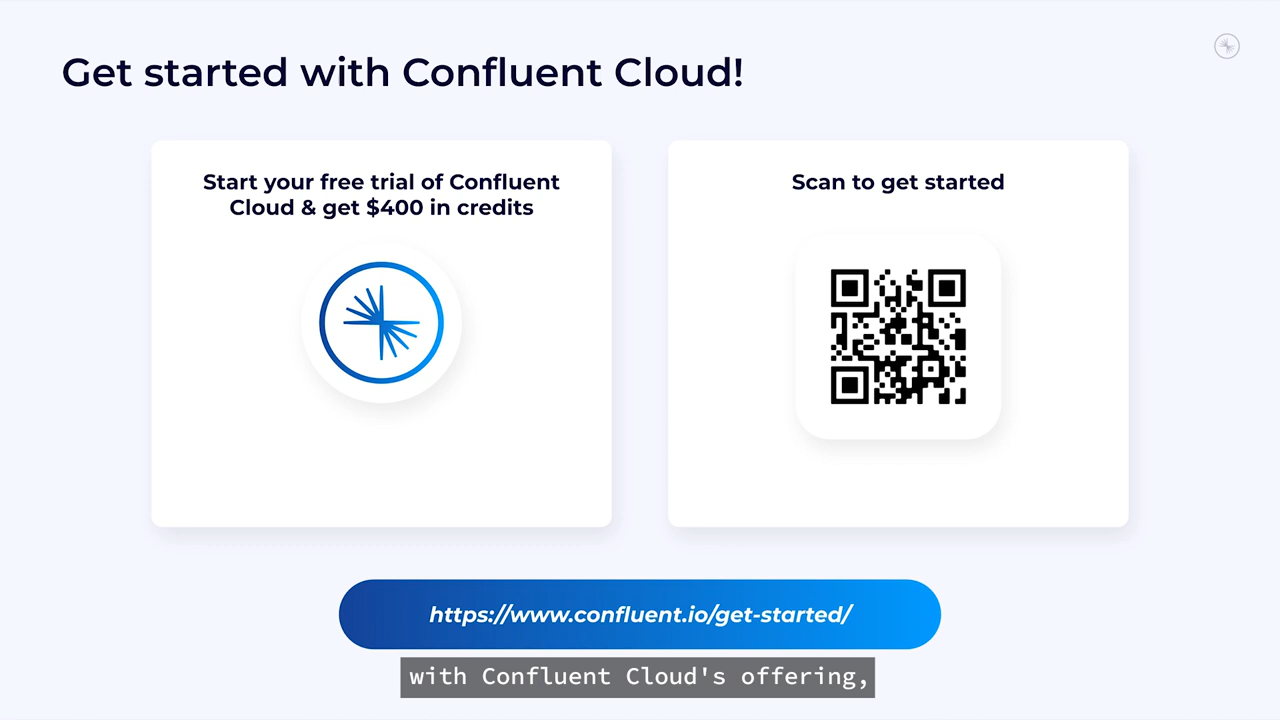 Get started with Confluent Cloud!
Start your free trial of Confluent
Cloud & get $400 in credits
Scan to get started
https://www.confluent.io/get-started/
with Confluent Cloud's offering,